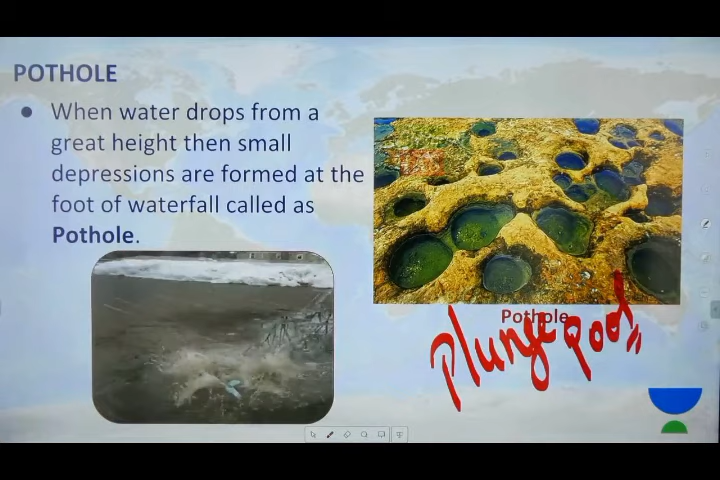 POTHOLE
● When water drops from a
great height then small
depressions are formed at the
foot of waterfall called as
Pothole.
Pothole
Plunge pool